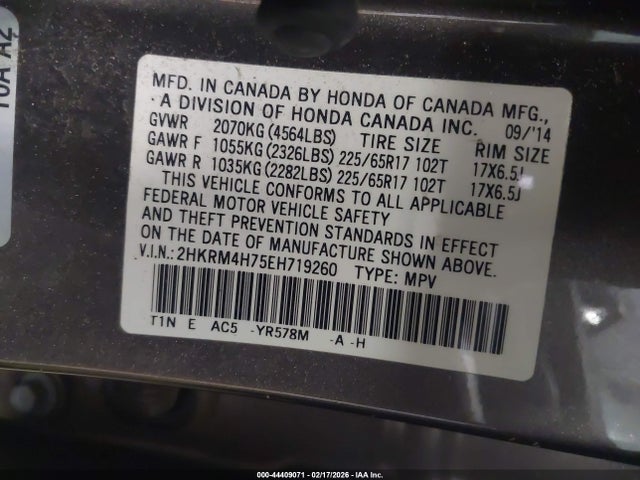 10A A2
MFD. IN CANADA BY HONDA OF CANADA MFG.,
A DIVISION OF HONDA CANADA INC. 09/'14
GVWR 2070KG(4564LBS) TIRE SIZE RIM SIZE
GAWR F 1055KG(2326LBS) 225/65R17 102T 17X6.5J
GAWR R 1035KG(2282LBS) 225/65R17 102T 17X6.5J
THIS VEHICLE CONFORMS TO ALL APPLICABLE
FEDERAL MOTOR VEHICLE SAFETY
AND THEFT PREVENTION STANDARDS IN EFFECT
ON THE DATE OF MANUFACTURE SHOWN ABOVE.
V.I.N.: 2HKRM4H75EH719260 TYPE: MPV
T1N E AC5 -YR578M -A -H
000-44409071 - 02/17/2026 - IAA Inc.